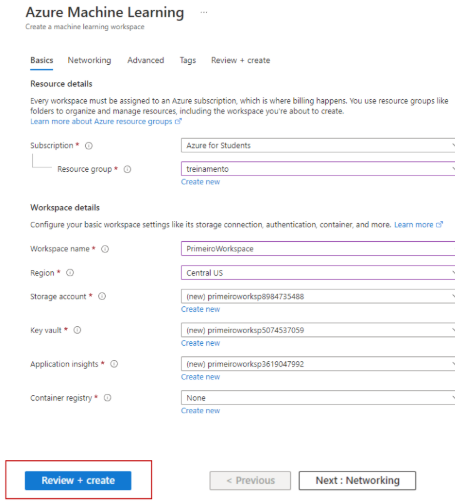 Azure Machine Learning ...
Create a machine learning workspace
Basics Networking Advanced Tags Review + create
Resource details
Every workspace must be assigned to an Azure subscription, which is where billing happens. You use resource groups like
folders to organize and manage resources, including the workspace you're about to create.
Learn more about Azure resource groups
Subscription * Azure for Students
Resource group * treinamento
Create new
Workspace details
Configure your basic workspace settings like its storage connection, authentication, container, and more. Learn more
Workspace name * PrimeiroWorkspace
Region * Central US
Storage account * (new) primeiroworksp8984735488
Create new
Key vault * (new) primeiroworksp5074537059
Create new
Application insights * (new) primeiroworksp3619047992
Create new
Container registry * None
Create new
Review + create < Previous Next : Networking